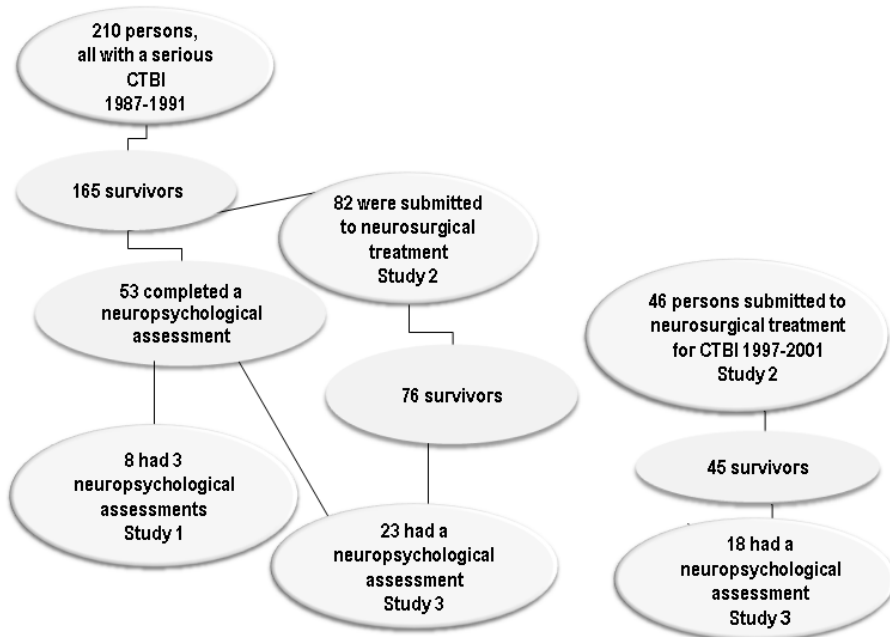 210 persons,
all with a serious
CTBI
1987-1991
165 survivors
82 were submitted
to neurosurgical
treatment
Study 2
53 completed a
neuropsychological
assessment
46 persons submitted to
neurosurgical treatment
for CTBI 1997-2001
Study 2
76 survivors
8 had 3
neuropsychological
assessments
Study 1
45 survivors
23 had a
neuropsychological
assessment
Study 3
18 had a
neuropsychological
assessment
Study 3